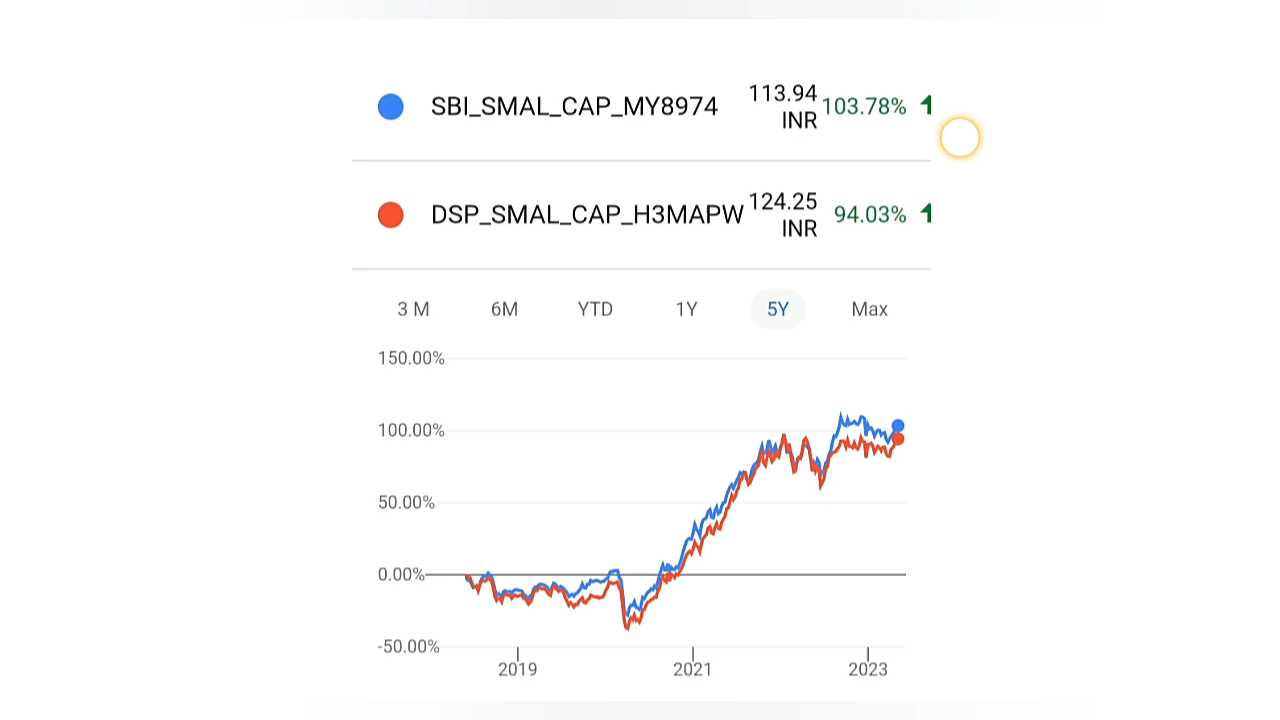 SBI_SMAL_CAP_MY8974 113.94 INR 103.78%
DSP_SMAL_CAP_H3MAPW 124.25 INR 94.03%
3 M 6M YTD 1Y 5Y Max
150.00%
100.00%
50.00%
0.00%
-50.00%
2019 2021 2023